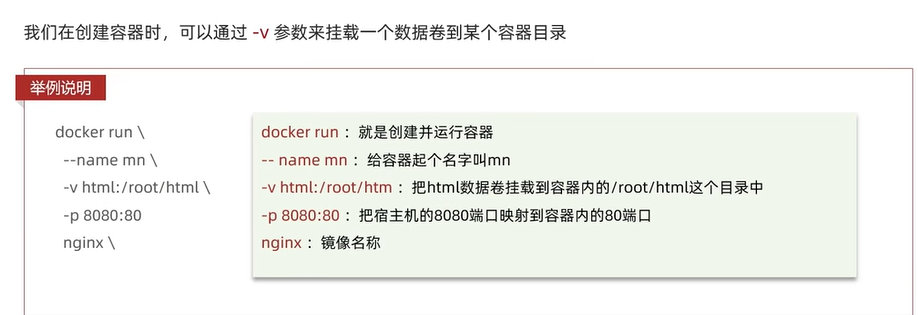 我们在创建容器时，可以通过 -v 参数来挂载一个数据卷到某个容器目录
举例说明
docker run \
--name mn \
-v html:/root/html \
-p 8080:80
nginx \
docker run ：就是创建并运行容器
-- name mn ：给容器起个名字叫mn
-v html:/root/htm ：把html数据卷挂载到容器内的/root/html这个目录中
-p 8080:80 ：把宿主机的8080端口映射到容器内的80端口
nginx ：镜像名称